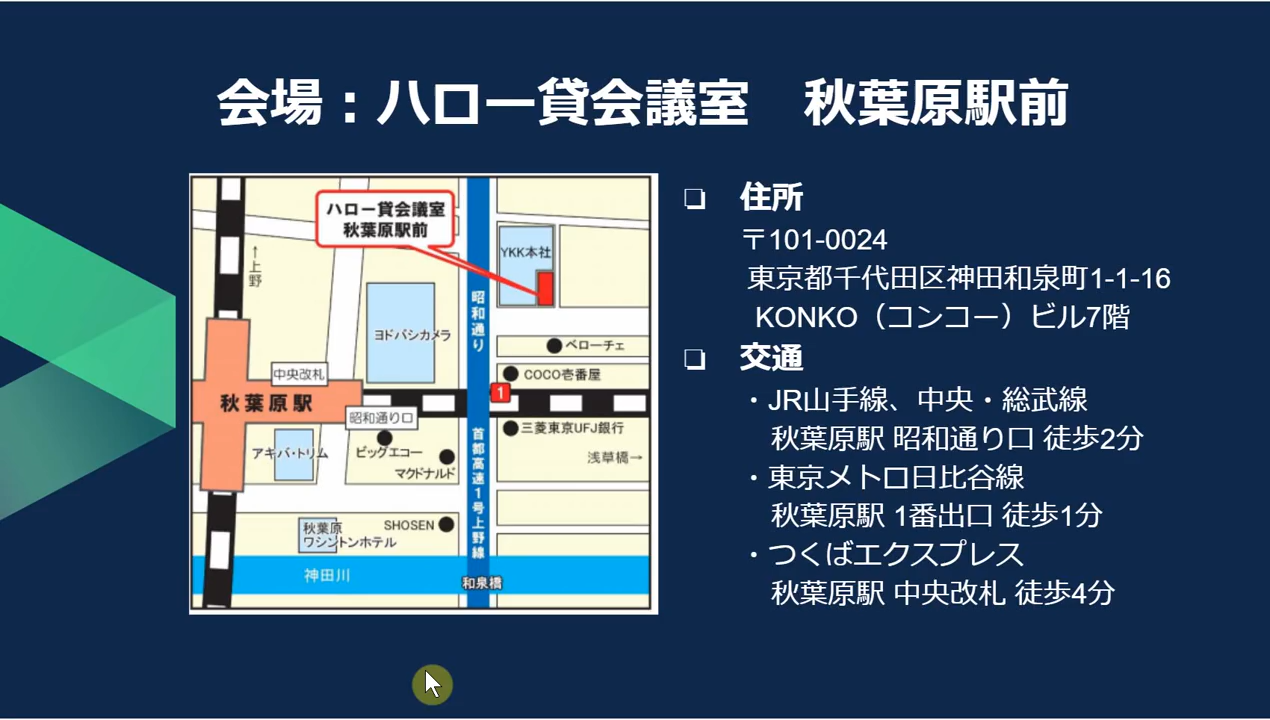 会場：ハロー貸会議室　秋葉原駅前
ハロー貸会議室
秋葉原駅前
YKK本社
↑上野
昭和通り
ヨドバシカメラ
ベローチェ
中央改札
COCO壱番屋
1
秋葉原駅
昭和通り口
三菱東京UFJ銀行
首都高速1号上野線
アキバ・トリム
ビッグエコー
浅草橋→
マクドナルド
秋葉原
ワシントンホテル
SHOSEN
神田川
和泉橋
❏ 住所
〒101-0024
東京都千代田区神田和泉町1-1-16
KONKO（コンコー）ビル7階
❏ 交通
・JR山手線、中央・総武線
秋葉原駅 昭和通り口 徒歩2分
・東京メトロ日比谷線
秋葉原駅 1番出口 徒歩1分
・つくばエクスプレス
秋葉原駅 中央改札 徒歩4分